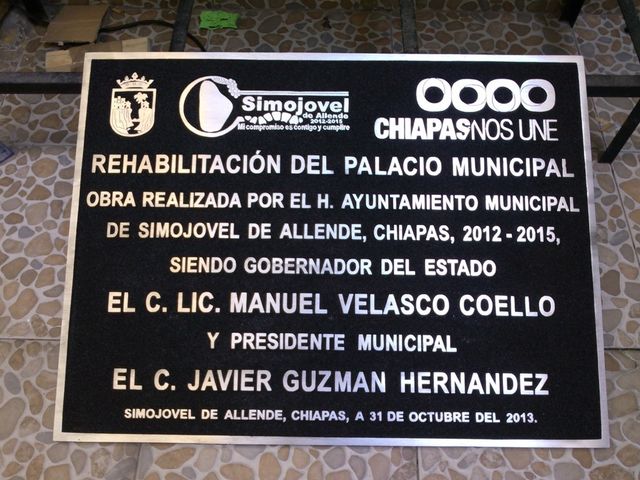 Simojovel
de Allende
2012-2015
Mi compromiso es contigo y cumpliré
CHIAPAS NOS UNE
REHABILITACIÓN DEL PALACIO MUNICIPAL
OBRA REALIZADA POR EL H. AYUNTAMIENTO MUNICIPAL
DE SIMOJOVEL DE ALLENDE, CHIAPAS, 2012 - 2015,
SIENDO GOBERNADOR DEL ESTADO
EL C. LIC. MANUEL VELASCO COELLO
Y PRESIDENTE MUNICIPAL
EL C. JAVIER GUZMAN HERNANDEZ
SIMOJOVEL DE ALLENDE, CHIAPAS, A 31 DE OCTUBRE DEL 2013.